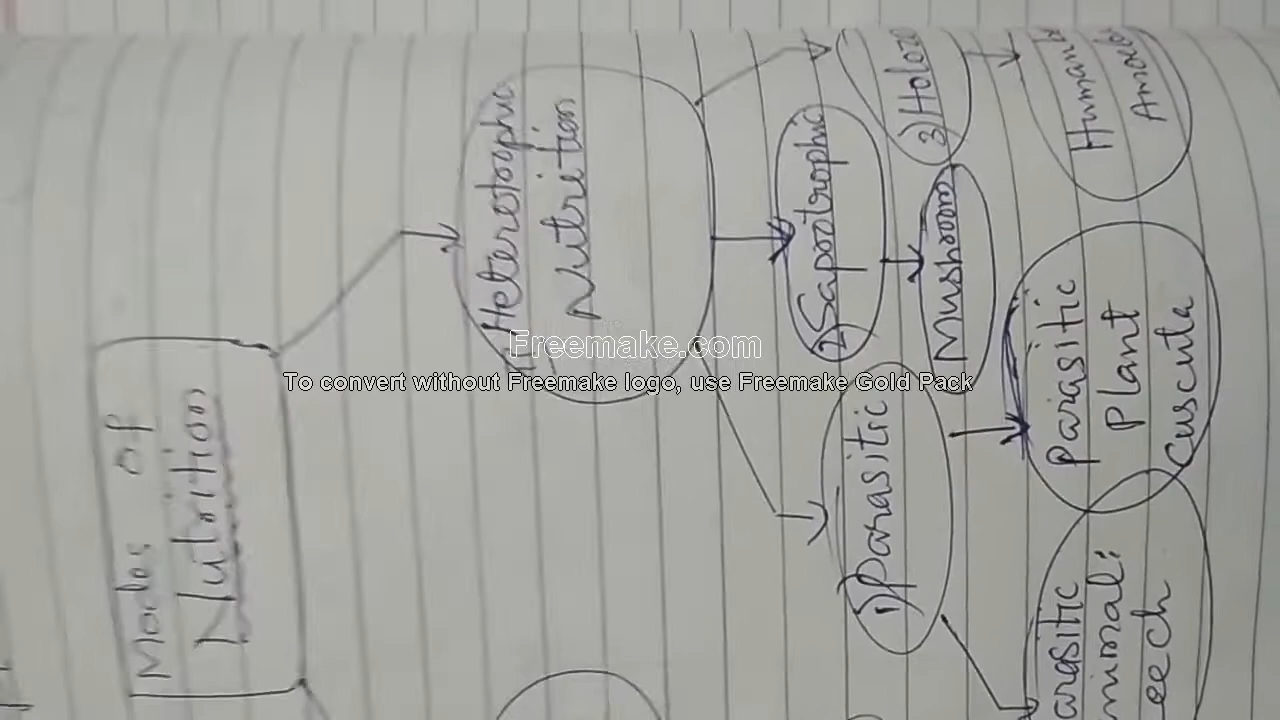 Modes of
Nutrition
Heterotrophic
Nutrition
1) Parasitic
2) Saprotrophic
3) Holozo
arasitic
nimal:
eech
Parasitic
Plant
Cuscuta
Mushroom
Humans
Amoeba
Freemake.com
To convert without Freemake logo, use Freemake Gold Pack